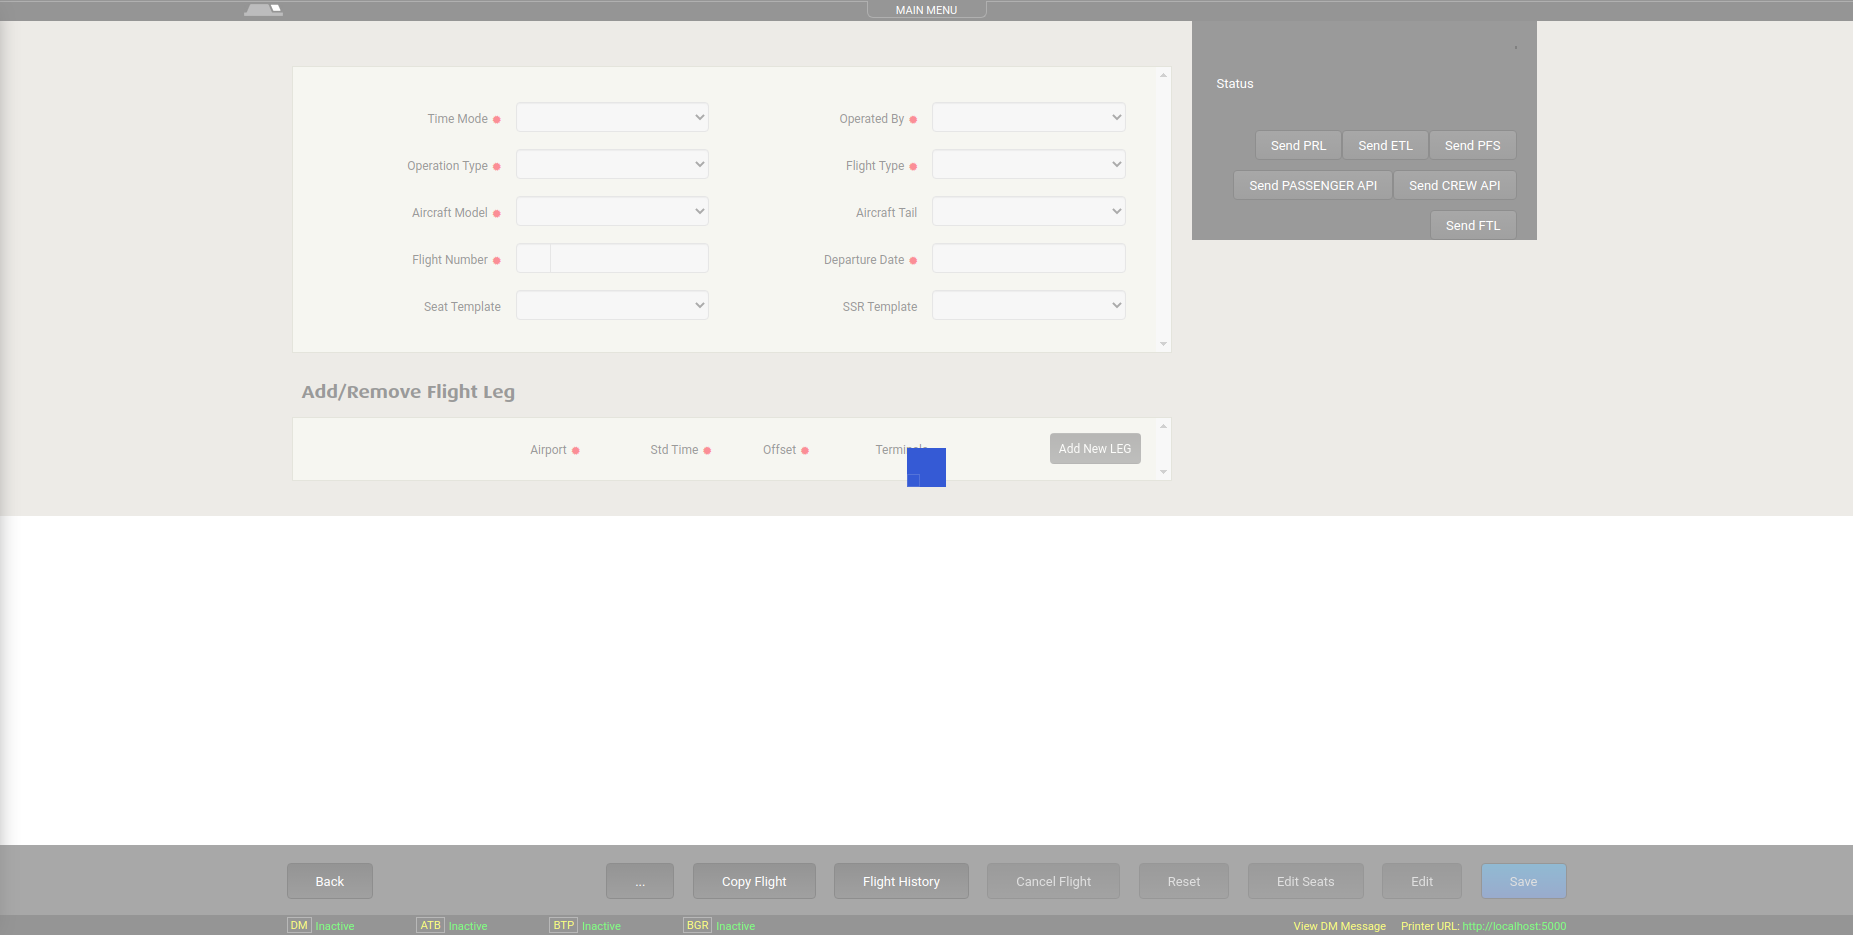 MAIN MENU
Status
Time Mode
Operated By
Send PRL
Send ETL
Send PFS
Operation Type
Flight Type
Send PASSENGER API
Send CREW API
Aircraft Model
Aircraft Tail
Send FTL
Flight Number
Departure Date
Seat Template
SSR Template
Add/Remove Flight Leg
Airport
Std Time
Offset
Add New LEG
Back
...
Copy Flight
Flight History
Cancel Flight
Reset
Edit Seats
Edit
Save
DM Inactive
ATB Inactive
BTP Inactive
BGR Inactive
View DM Message
Printer URL: http://localhost:5000